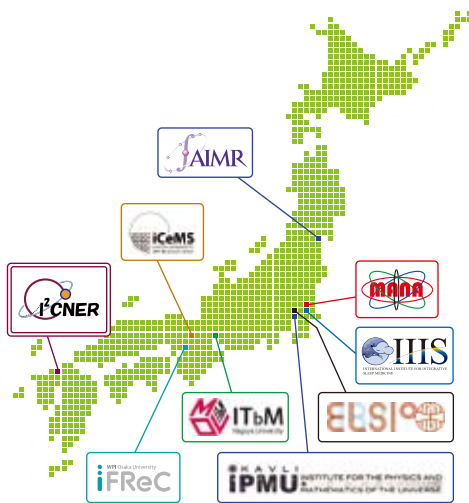 AIMR
iCeMS
I²CNER
MANA
IIIS
INTERNATIONAL INSTITUTE FOR INTEGRATIVE
SLEEP MEDICINE
ITbM
Nagoya University
ELSI
WPI Osaka University
iFReC
KAVLI
IPMU INSTITUTE FOR THE PHYSICS AND
MATHEMATICS OF THE UNIVERSE